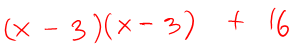 (x - 3)(x - 3) + 16